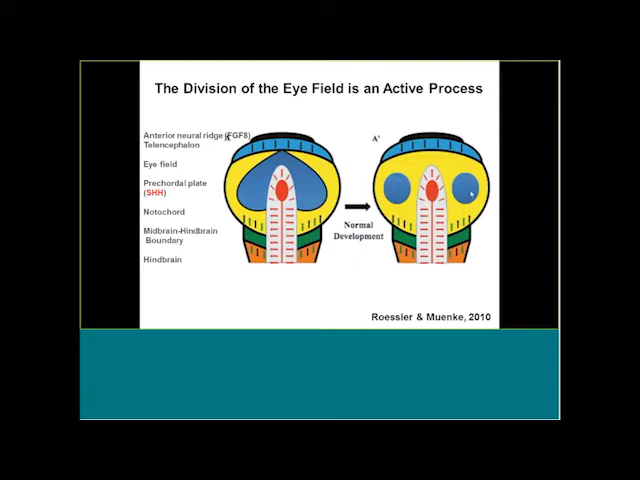 The Division of the Eye Field is an Active Process
Anterior neural ridge (FGF8)
Telencephalon
Eye field
Prechordal plate
(SHH)
Notochord
Midbrain-Hindbrain
Boundary
Hindbrain
A'
Normal
Development
Roessler & Muenke, 2010